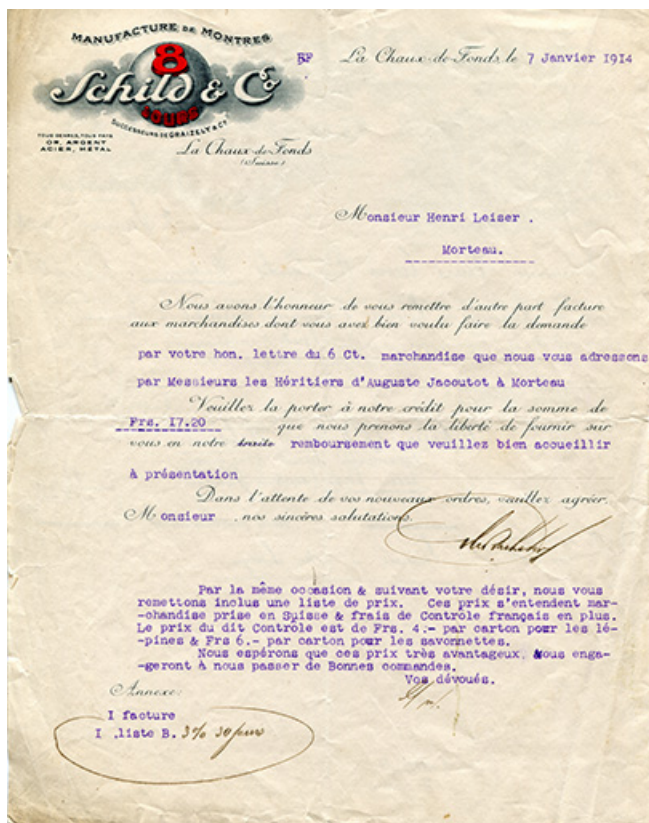 MANUFACTURE DE MONTRES
8
Schild & Co
JOURS
SUCCESSEURS DE GRAIZELY & Co
TOUS GENRES, TOUS PAYS
OR, ARGENT
ACIER, MÉTAL
La Chaux-de-Fonds
(Suisse)
BF La Chaux-de-Fonds, le 7 Janvier 1914
Monsieur Henri Leiser .
Morteau.
Nous avons l'honneur de vous remettre d'autre part facture
aux marchandises dont vous avez bien voulu faire la demande
par votre hon. lettre du 6 Ct. marchandise que nous vous adressons
par Messieurs les Héritiers d'Auguste Jacoutot à Morteau
Veuillez la porter à notre crédit pour la somme de
Frs. I7.20 que nous prenons la liberté de fournir sur
vous en notre traite remboursement que veuillez bien accueillir
à présentation
Dans l'attente de vos nouveaux ordres, veuillez agréer,
Monsieur , nos sincères salutations.
Par la même occasion & suivant votre désir, nous vous
remettons inclus une liste de prix. Ces prix s'entendent mar-
-chandise prise en Suisse & frais de Contrôle français en plus.
Le prix du dit Contrôle est de Frs. 4.- par carton pour les lé-
-pines & Frs 6.- par carton pour les savonnettes.
Nous espérons que ces prix très avantageux, vous enga-
-geront à nous passer de Bonnes commandes.
Vos dévoués.
Annexe:
I facture
I liste B. 3% 30 jours